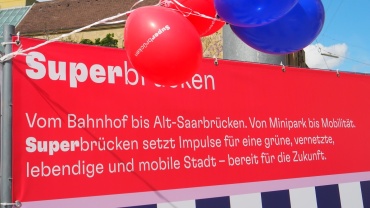 Superbrücken
Superbrücken
Vom Bahnhof bis Alt-Saarbrücken. Von Minipark bis Mobilität.
Superbrücken setzt Impulse für eine grüne, vernetzte,
lebendige und mobile Stadt – bereit für die Zukunft.